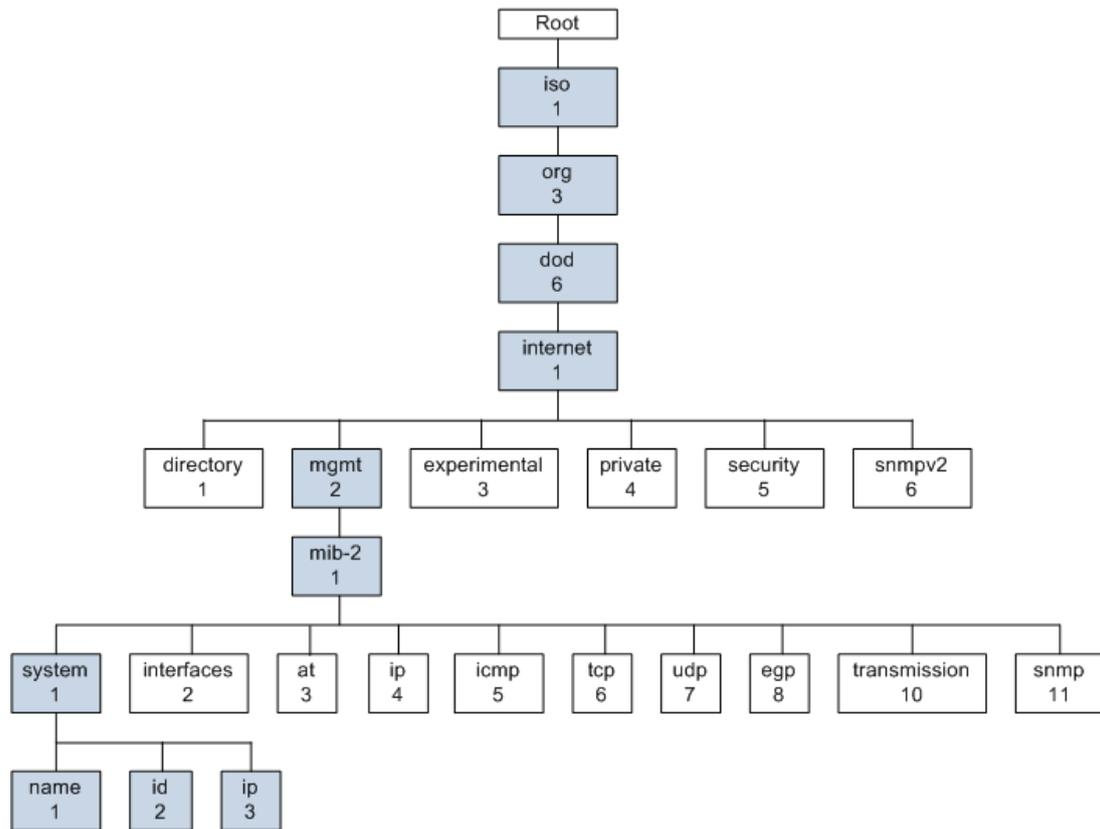 Root
iso
1
org
3
dod
6
internet
1
directory
1
mgmt
2
experimental
3
private
4
security
5
snmpv2
6
mib-2
1
system
1
interfaces
2
at
3
ip
4
icmp
5
tcp
6
udp
7
egp
8
transmission
10
snmp
11
name
1
id
2
ip
3